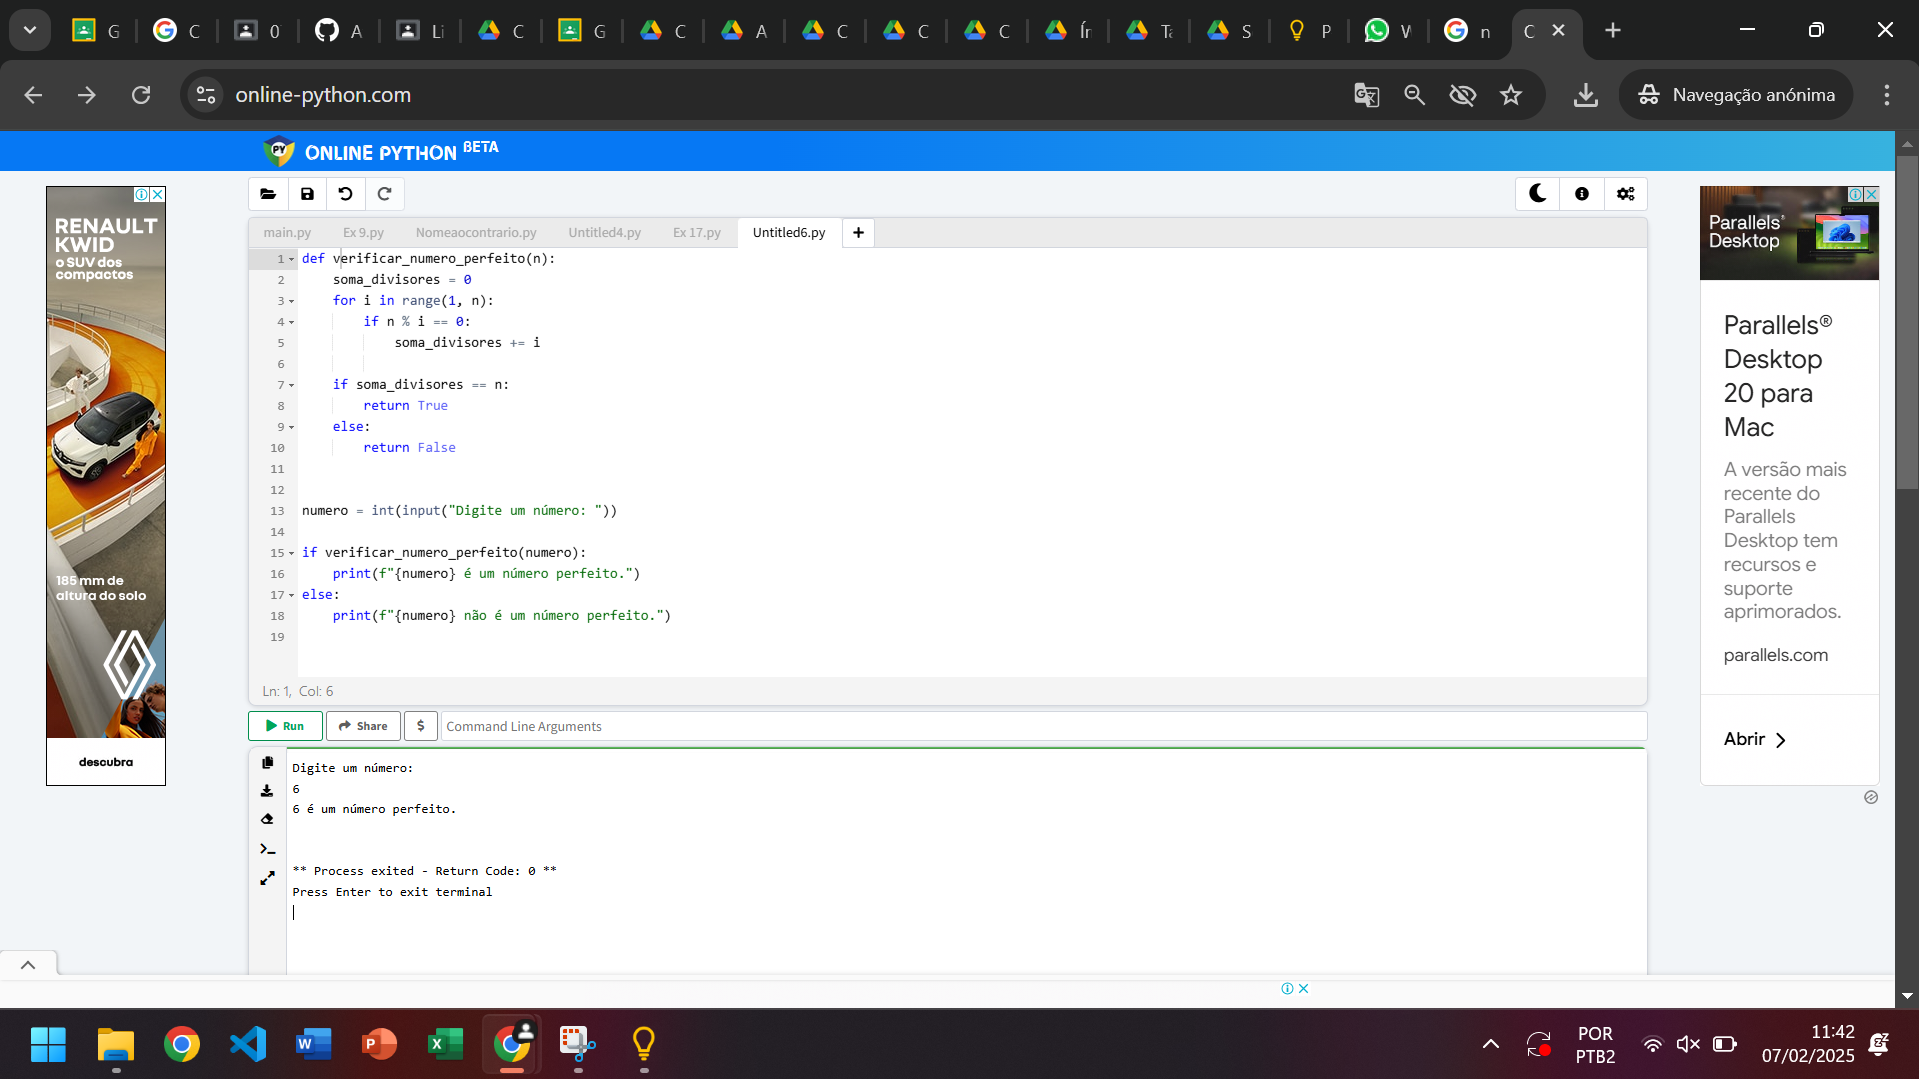 G
C
0
A
Li
C
G
C
A
C
C
C
Ír
Ta
S
P
W
n
C
online-python.com
Navegação anónima
PY ONLINE PYTHON BETA
RENAULT
KWID
o SUV dos
compactos
185 mm de
altura do solo
descubra
main.py Ex 9.py Nomeaocontrario.py Untitled4.py Ex 17.py Untitled6.py +
1 def verificar_numero_perfeito(n):
2     soma_divisores = 0
3     for i in range(1, n):
4         if n % i == 0:
5             soma_divisores += i
6
7     if soma_divisores == n:
8         return True
9     else:
10         return False
11
12
13 numero = int(input("Digite um número: "))
14
15 if verificar_numero_perfeito(numero):
16     print(f"{numero} é um número perfeito.")
17 else:
18     print(f"{numero} não é um número perfeito.")
19
Ln: 1, Col: 6
Run Share $ Command Line Arguments
Digite um número:
6
6 é um número perfeito.
** Process exited - Return Code: 0 **
Press Enter to exit terminal
Parallels®
Desktop
Parallels®
Desktop
20 para
Mac
A versão mais
recente do
Parallels
Desktop tem
recursos e
suporte
aprimorados.
parallels.com
Abrir
POR
PTB2
11:42
07/02/2025